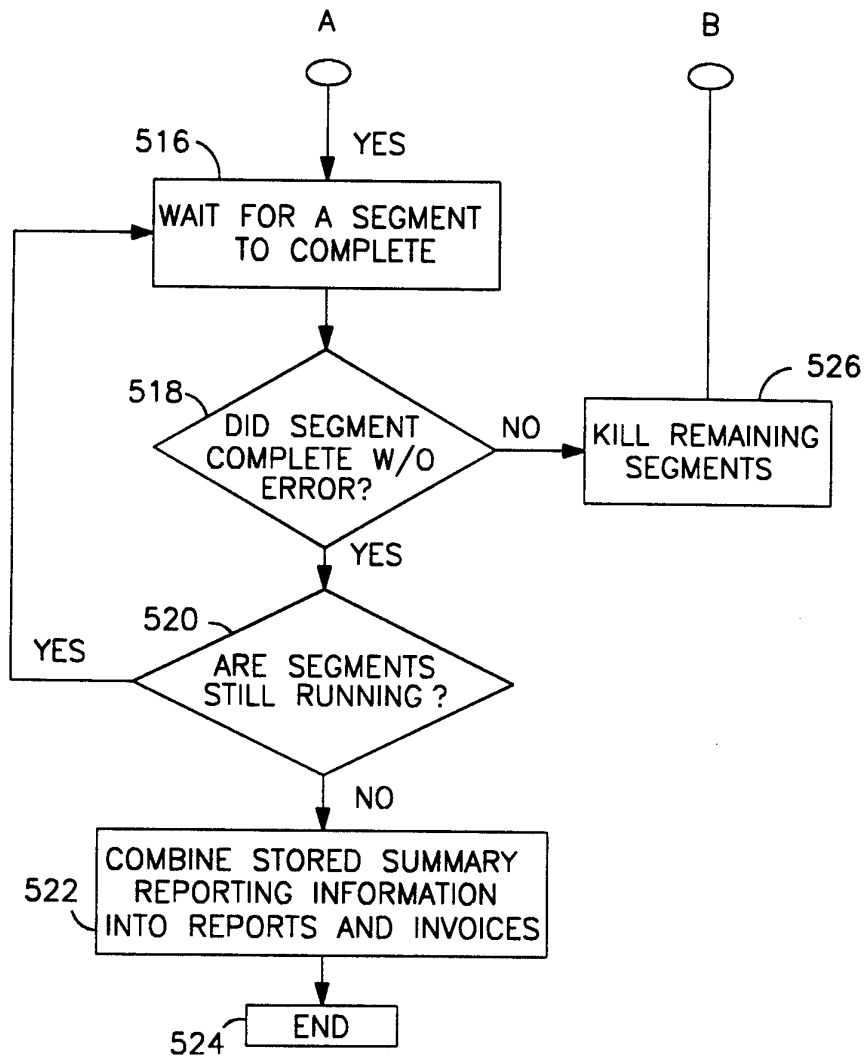 A
B
YES
516
WAIT FOR A SEGMENT
TO COMPLETE
526
518
DID SEGMENT
COMPLETE W/O
ERROR?
NO
KILL REMAINING
SEGMENTS
YES
520
YES
ARE SEGMENTS
STILL RUNNING?
NO
522
COMBINE STORED SUMMARY
REPORTING INFORMATION
INTO REPORTS AND INVOICES
524
END